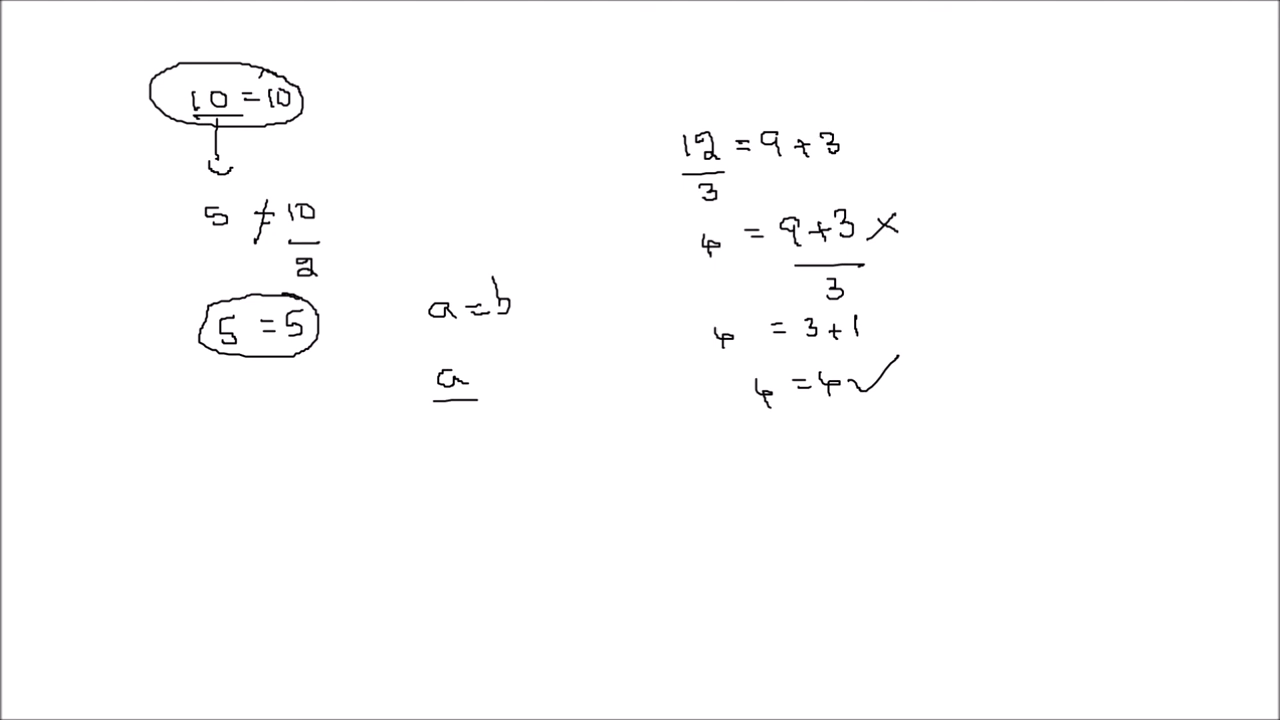 10 = 10
5 ≠ 10
2
5 = 5
a = b
a
12 = 9 + 3
3
4 = 9 + 3 ×
3
4 = 3 + 1
4 = 4 ✓